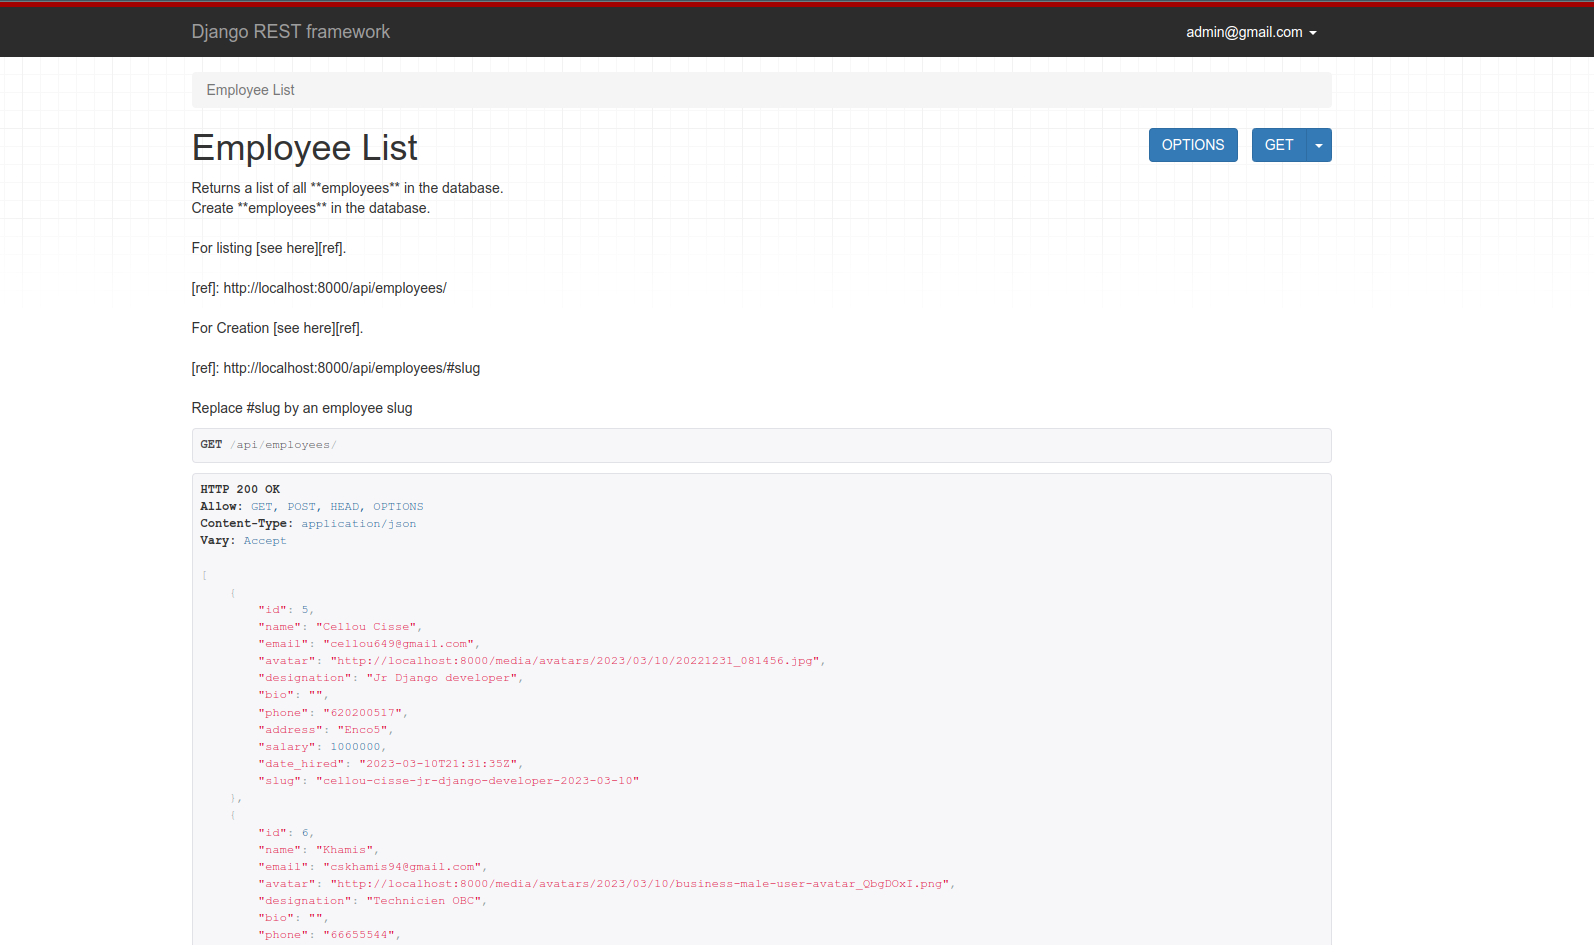 Django REST framework
admin@gmail.com
Employee List
Employee List
OPTIONS
GET
Returns a list of all **employees** in the database.
Create **employees** in the database.
For listing [see here][ref].
[ref]: http://localhost:8000/api/employees/
For Creation [see here][ref].
[ref]: http://localhost:8000/api/employees/#slug
Replace #slug by an employee slug
GET /api/employees/
HTTP 200 OK
Allow: GET, POST, HEAD, OPTIONS
Content-Type: application/json
Vary: Accept
[
{
"id": 5,
"name": "Cellou Cisse",
"email": "cellou649@gmail.com",
"avatar": "http://localhost:8000/media/avatars/2023/03/10/20221231_081456.jpg",
"designation": "Jr Django developer",
"bio": "",
"phone": "620200517",
"address": "Enco5",
"salary": 1000000,
"date_hired": "2023-03-10T21:31:35Z",
"slug": "cellou-cisse-jr-django-developer-2023-03-10"
},
{
"id": 6,
"name": "Khamis",
"email": "cskhamis94@gmail.com",
"avatar": "http://localhost:8000/media/avatars/2023/03/10/business-male-user-avatar_QbgDOxI.png",
"designation": "Technicien OBC",
"bio": "",
"phone": "66655544",